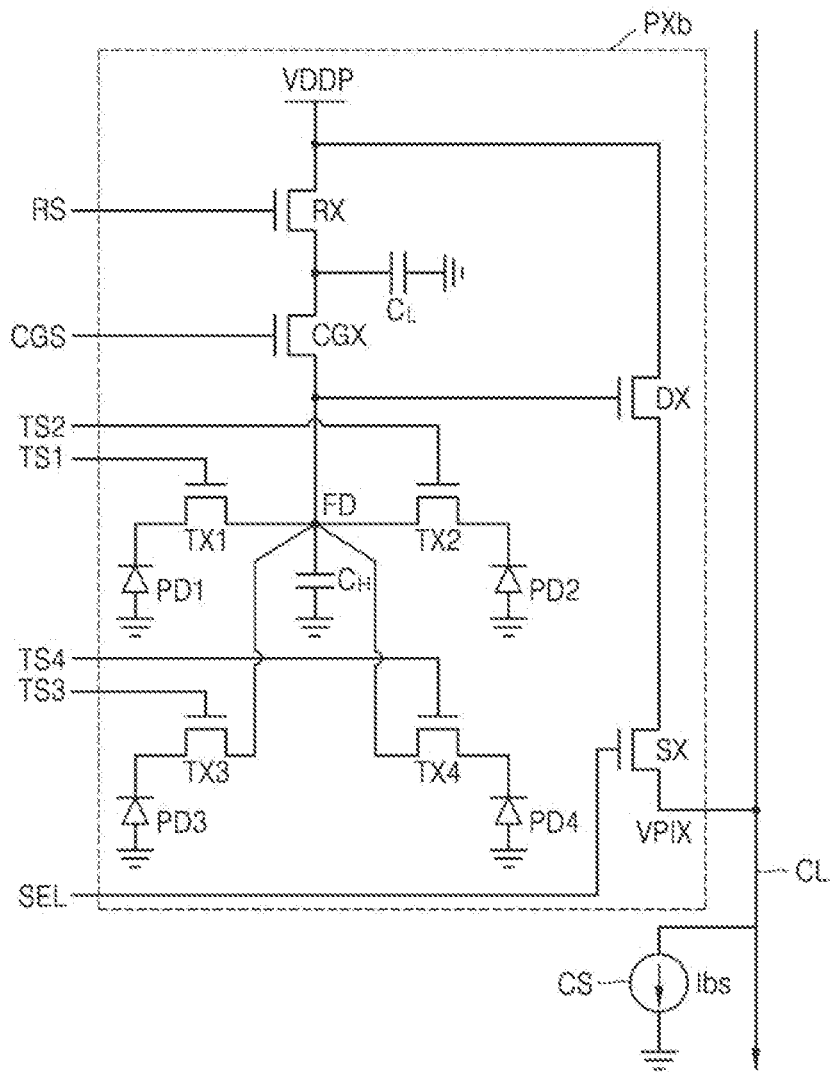 PXb
VDDP
RS
RX
CL
CGS
CGX
DX
TS2
TS1
FD
TX1
TX2
CH
PD1
PD2
TS4
TS3
SX
TX3
TX4
PD3
PD4
VPIX
CL
SEL
CS
Ibs